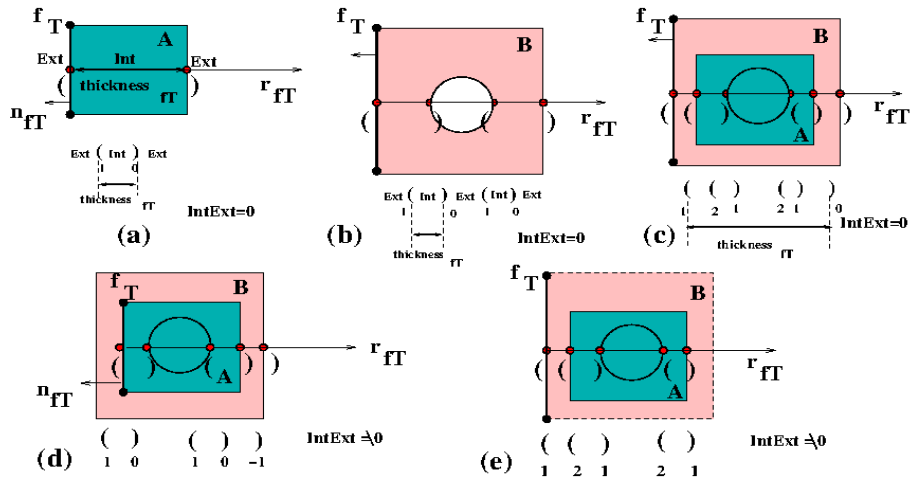 f T A
Ext Int Ext
( thickness fT )
r fT
n fT
Ext ( Int ) Ext
1 0
thickness fT
IntExt=0
(a)
f T B
( ) ( )
r fT
Ext ( Int ) Ext ( Int ) Ext
1 0 1 0
thickness fT
IntExt=0
(b)
f T B
( ( ) ( ) )
r fT
A
( ( ) ( ) )
1 2 1 2 1 0
thickness fT
IntExt=0
(c)
f T B
r fT
( ) ( ) )
A
n fT
( ) ( ) )
1 0 1 0 -1
IntExt =\0
(d)
f T B
r fT
( ( ) ( )
A
( ( ) ( )
1 2 1 2 1
IntExt =\0
(e)